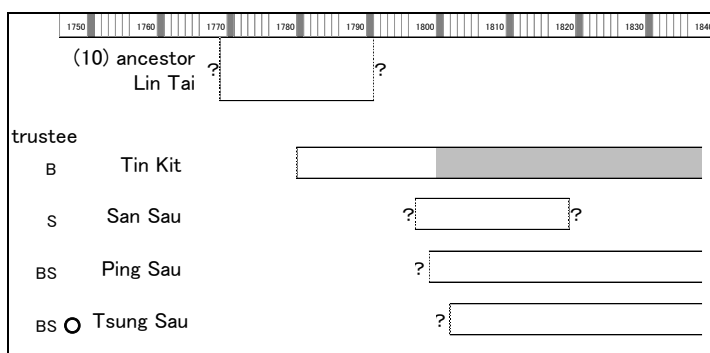 1750 1760 1770 1780 1790 1800 1810 1820 1830 1840
(10) ancestor
? ?
Lin Tai
trustee
B Tin Kit
S San Sau ? ?
BS Ping Sau ?
BS Tsung Sau ?